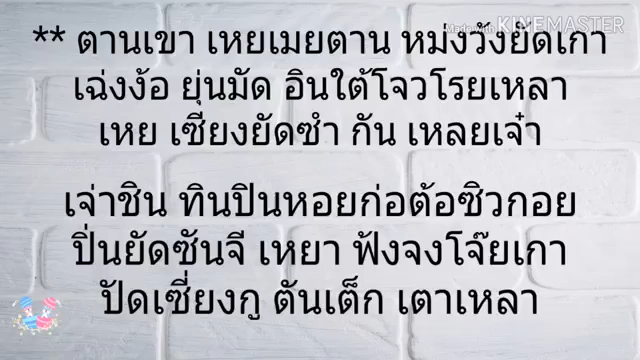 Made with KINEMASTER
** ตานเขา เหยเมยตาน หม่งวังยัดเกา
เฉ่งง้อ ยุ่นมัด อินใต้โจวโรยเหลา
เหย เซียงยัดซำ กัน เหลยเจ๋า
เจ่าชิน ทินปินหอยก่อต้อซิวกอย
ปิ่นยัดซันจี เหยา ฟังจงโจ๊ยเกา
ปัดเซี่ยงกู ตันเต็ก เตาเหลา